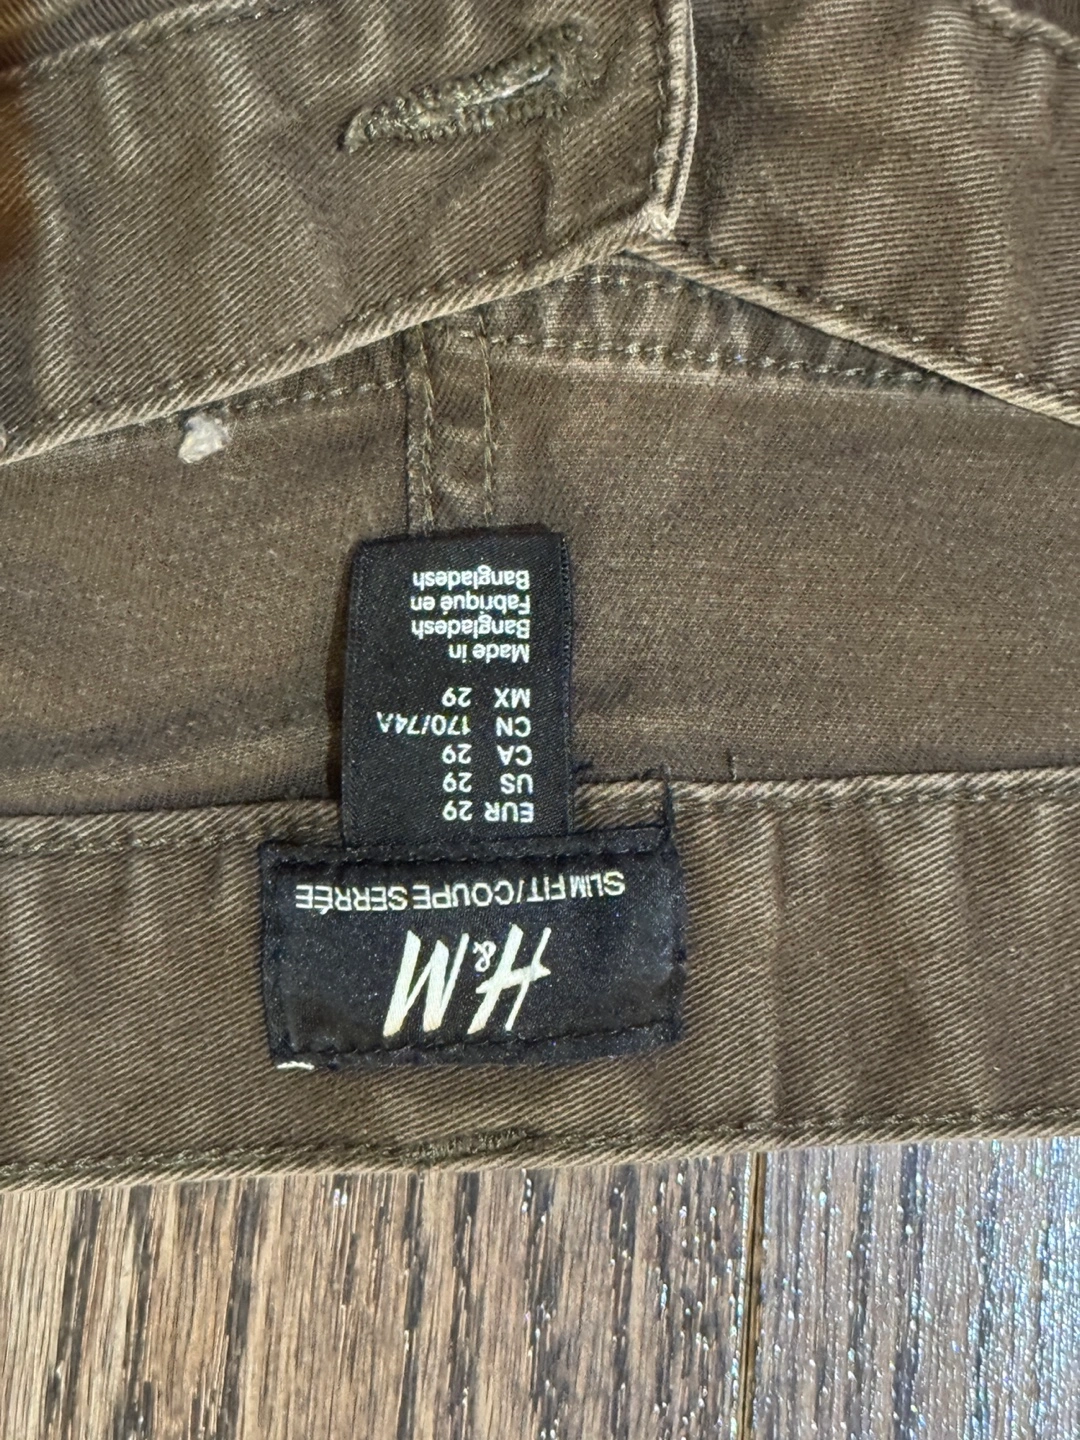 H&M
SLIM FIT/COUPE SERRÉE
EUR 29
US 29
CA 29
CN 170/74A
MX 29
Made in
Bangladesh
Fabriqué en
Bangladesh